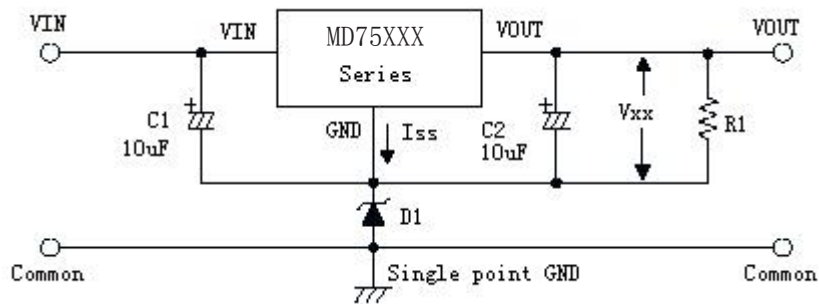 VIN
VIN
MD75XXX
Series
VOUT
VOUT
C1
10uF
GND
Iss
C2
10uF
Vxx
R1
D1
Common
Single point GND
Common